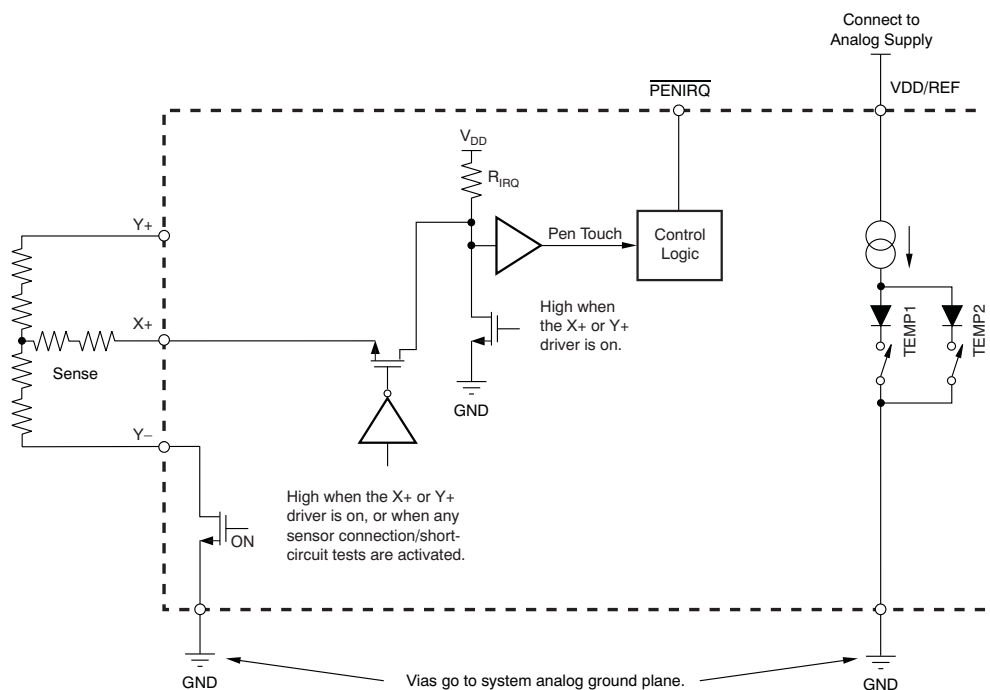 Connect to
Analog Supply
PENIRQ
VDD/REF
VDD
RIRQ
Y+
Pen Touch
Control
Logic
High when
the X+ or Y+
driver is on.
TEMP1
TEMP2
X+
Sense
GND
Y−
High when the X+ or Y+
driver is on, or when any
sensor connection/short-
circuit tests are activated.
ON
GND
Vias go to system analog ground plane.
GND